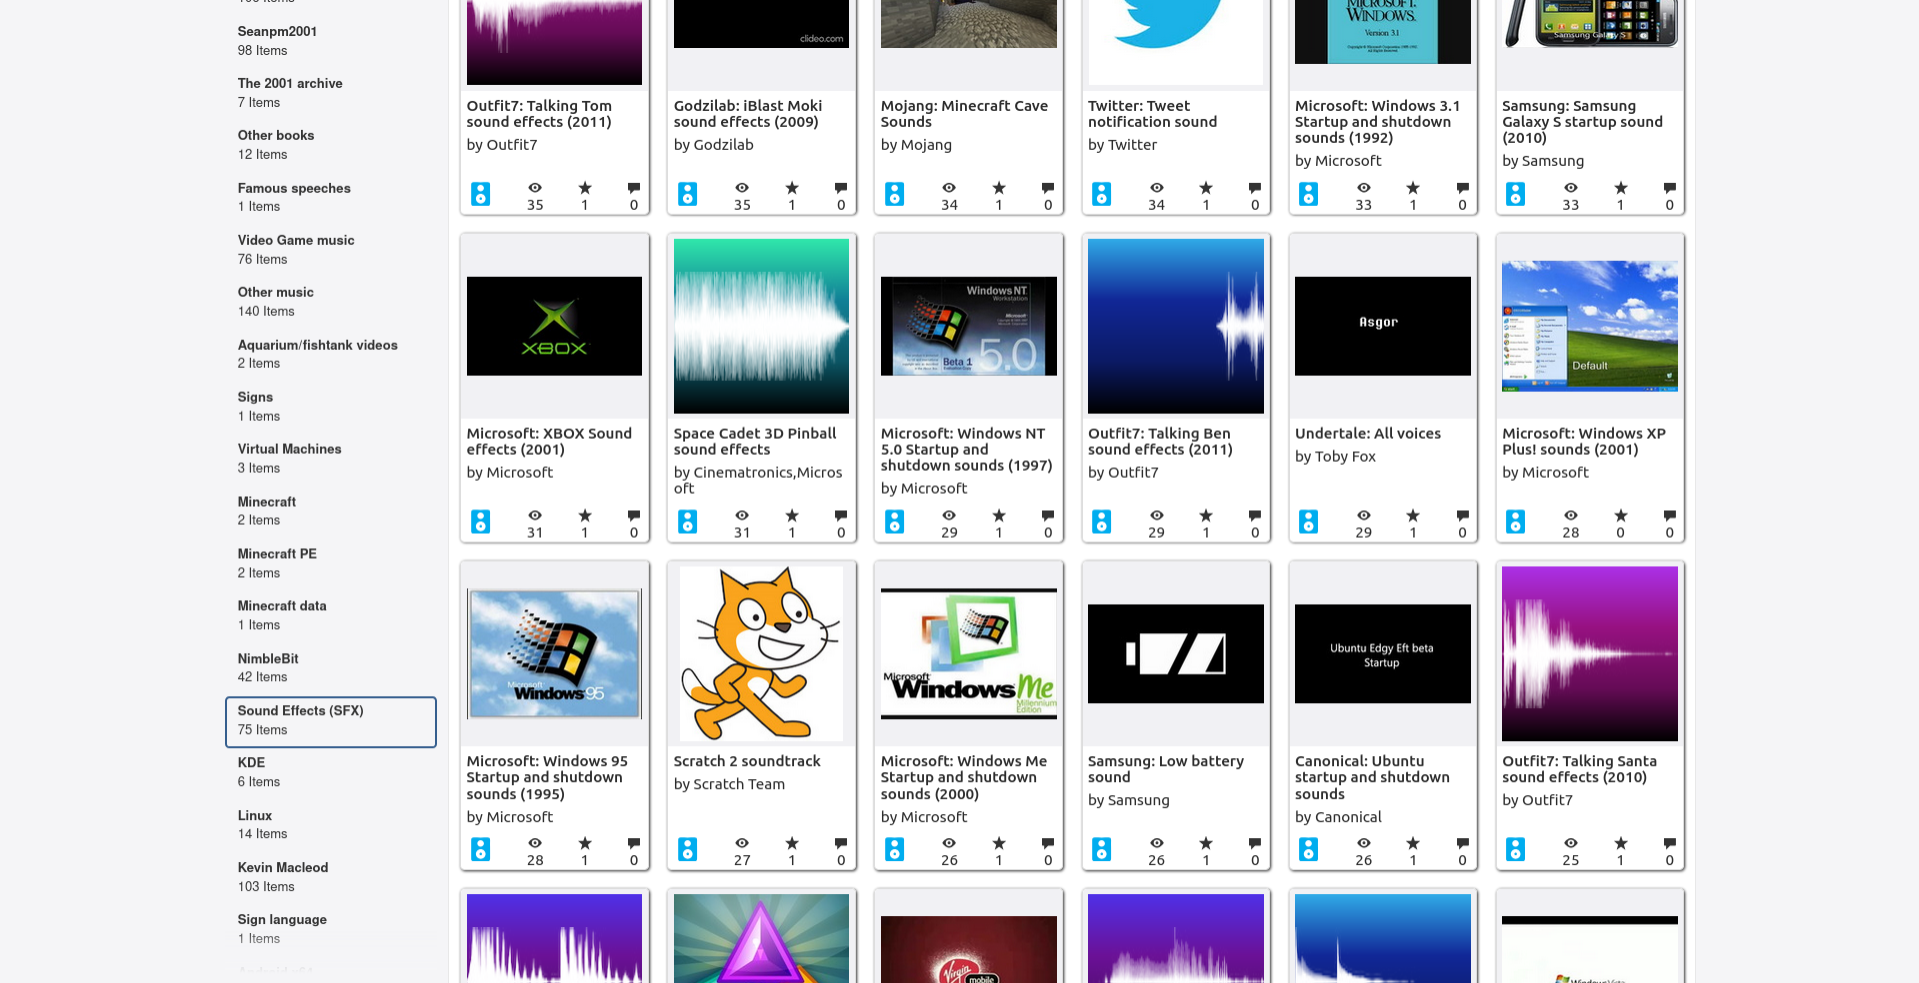 Seanpm2001
98 Items
The 2001 archive
7 Items
Other books
12 Items
Famous speeches
1 Items
Video Game music
76 Items
Other music
140 Items
Aquarium/fishtank videos
2 Items
Signs
1 Items
Virtual Machines
3 Items
Minecraft
2 Items
Minecraft PE
2 Items
Minecraft data
1 Items
NimbleBit
42 Items
Sound Effects (SFX)
75 Items
KDE
6 Items
Linux
14 Items
Kevin Macleod
103 Items
Sign language
1 Items
Outfit7: Talking Tom
sound effects (2011)
by Outfit7
35 1 0
clideo.com
Godzilab: iBlast Moki
sound effects (2009)
by Godzilab
35 1 0
Mojang: Minecraft Cave
Sounds
by Mojang
34 1 0
Twitter: Tweet
notification sound
by Twitter
34 1 0
MICROSOFT
WINDOWS.
Version 3.1
Microsoft: Windows 3.1
Startup and shutdown
sounds (1992)
by Microsoft
33 1 0
Samsung Galaxy S
Samsung: Samsung
Galaxy S startup sound
(2010)
by Samsung
33 1 0
XBOX
Microsoft: XBOX Sound
effects (2001)
by Microsoft
31 1 0
Space Cadet 3D Pinball
sound effects
by Cinematronics,Micros
oft
31 1 0
Windows NT
Workstation
Beta 1
5.0
Microsoft: Windows NT
5.0 Startup and
shutdown sounds (1997)
by Microsoft
29 1 0
Outfit7: Talking Ben
sound effects (2011)
by Outfit7
29 1 0
Asgor
Undertale: All voices
by Toby Fox
29 1 0
Default
Microsoft: Windows XP
Plus! sounds (2001)
by Microsoft
28 0 0
Microsoft
Windows 95
Microsoft: Windows 95
Startup and shutdown
sounds (1995)
by Microsoft
28 1 0
Scratch 2 soundtrack
by Scratch Team
27 1 0
Microsoft
Windows Me
Millennium
Edition
Microsoft: Windows Me
Startup and shutdown
sounds (2000)
by Microsoft
26 1 0
Samsung: Low battery
sound
by Samsung
26 1 0
Ubuntu Edgy Eft beta
Startup
Canonical: Ubuntu
startup and shutdown
sounds
by Canonical
26 1 0
Outfit7: Talking Santa
sound effects (2010)
by Outfit7
25 1 0
Virgin
mobile